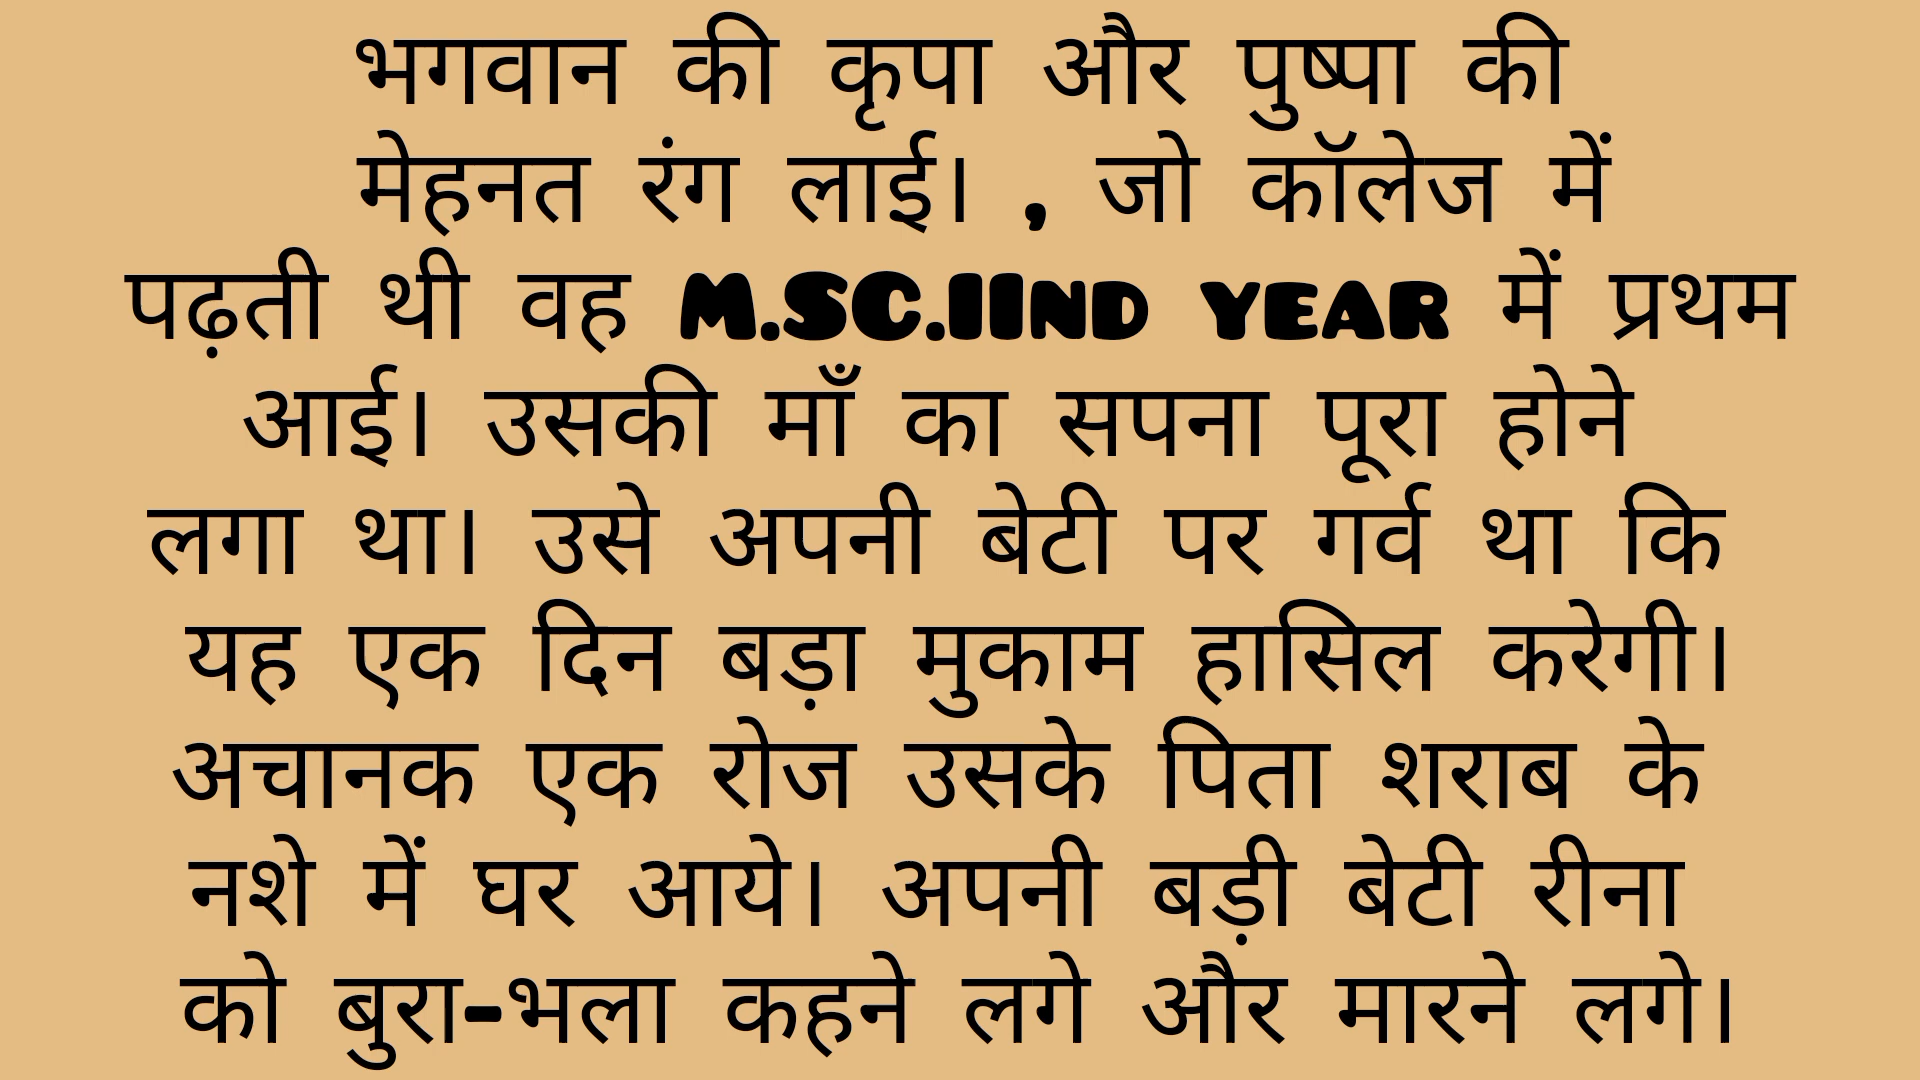 भगवान की कृपा और पुष्पा की
मेहनत रंग लाई। , जो कॉलेज में
पढ़ती थी वह M.SC.IIND YEAR में प्रथम
आई। उसकी माँ का सपना पूरा होने
लगा था। उसे अपनी बेटी पर गर्व था कि
यह एक दिन बड़ा मुकाम हासिल करेगी।
अचानक एक रोज उसके पिता शराब के
नशे में घर आये। अपनी बड़ी बेटी रीना
को बुरा-भला कहने लगे और मारने लगे।